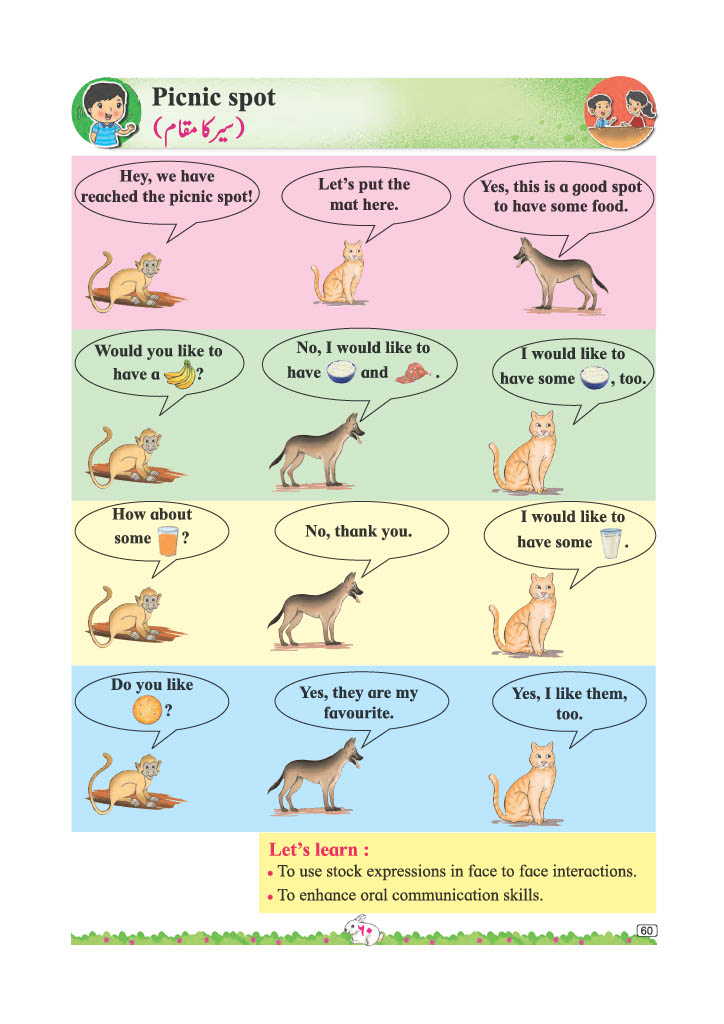 Picnic spot
(سیر کا مقام)
Hey, we have
reached the picnic spot!
Let's put the
mat here.
Yes, this is a good spot
to have some food.
Would you like to
have a ?
No, I would like to
have and .
I would like to
have some , too.
How about
some ?
No, thank you.
I would like to
have some .
Do you like
?
Yes, they are my
favourite.
Yes, I like them,
too.
Let's learn :
• To use stock expressions in face to face interactions.
• To enhance oral communication skills.
۶۰
60